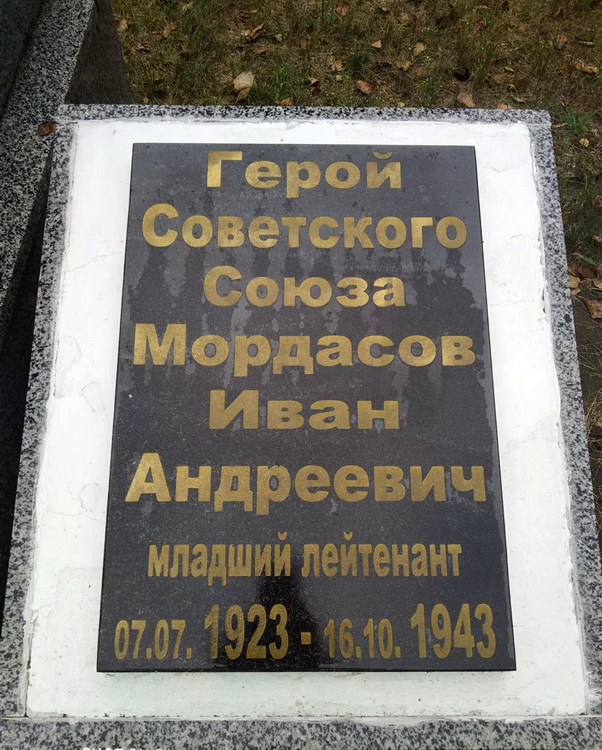 Герой
Советского
Союза
Мордасов
Иван
Андреевич
младший лейтенант
07.07. 1923 - 16.10. 1943